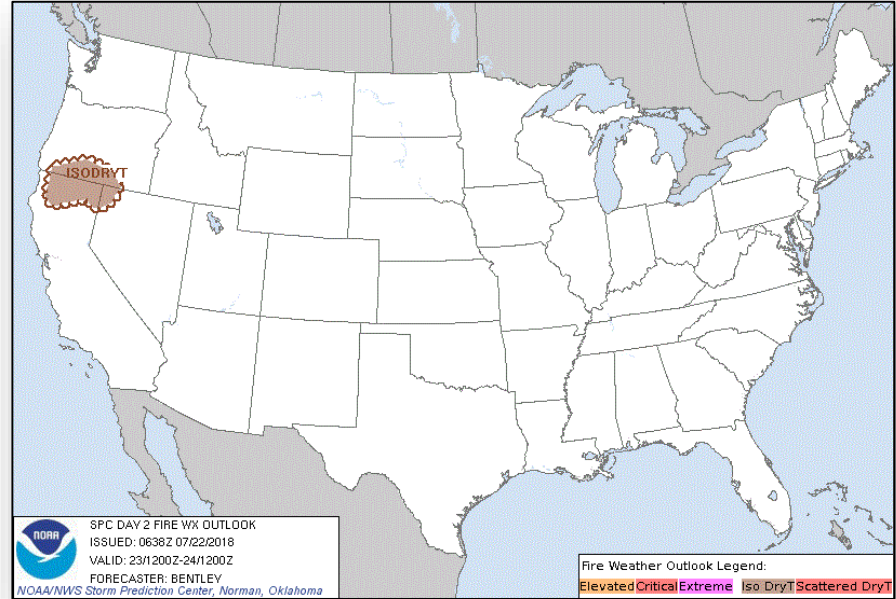 ISODRYT
NOAA
SPC DAY 2 FIRE WX OUTLOOK
ISSUED: 0638Z 07/22/2018
VALID: 23/1200Z-24/1200Z
FORECASTER: BENTLEY
NOAA/NWS Storm Prediction Center, Norman, Oklahoma
Fire Weather Outlook Legend:
Elevated Critical Extreme Iso DryT Scattered DryT